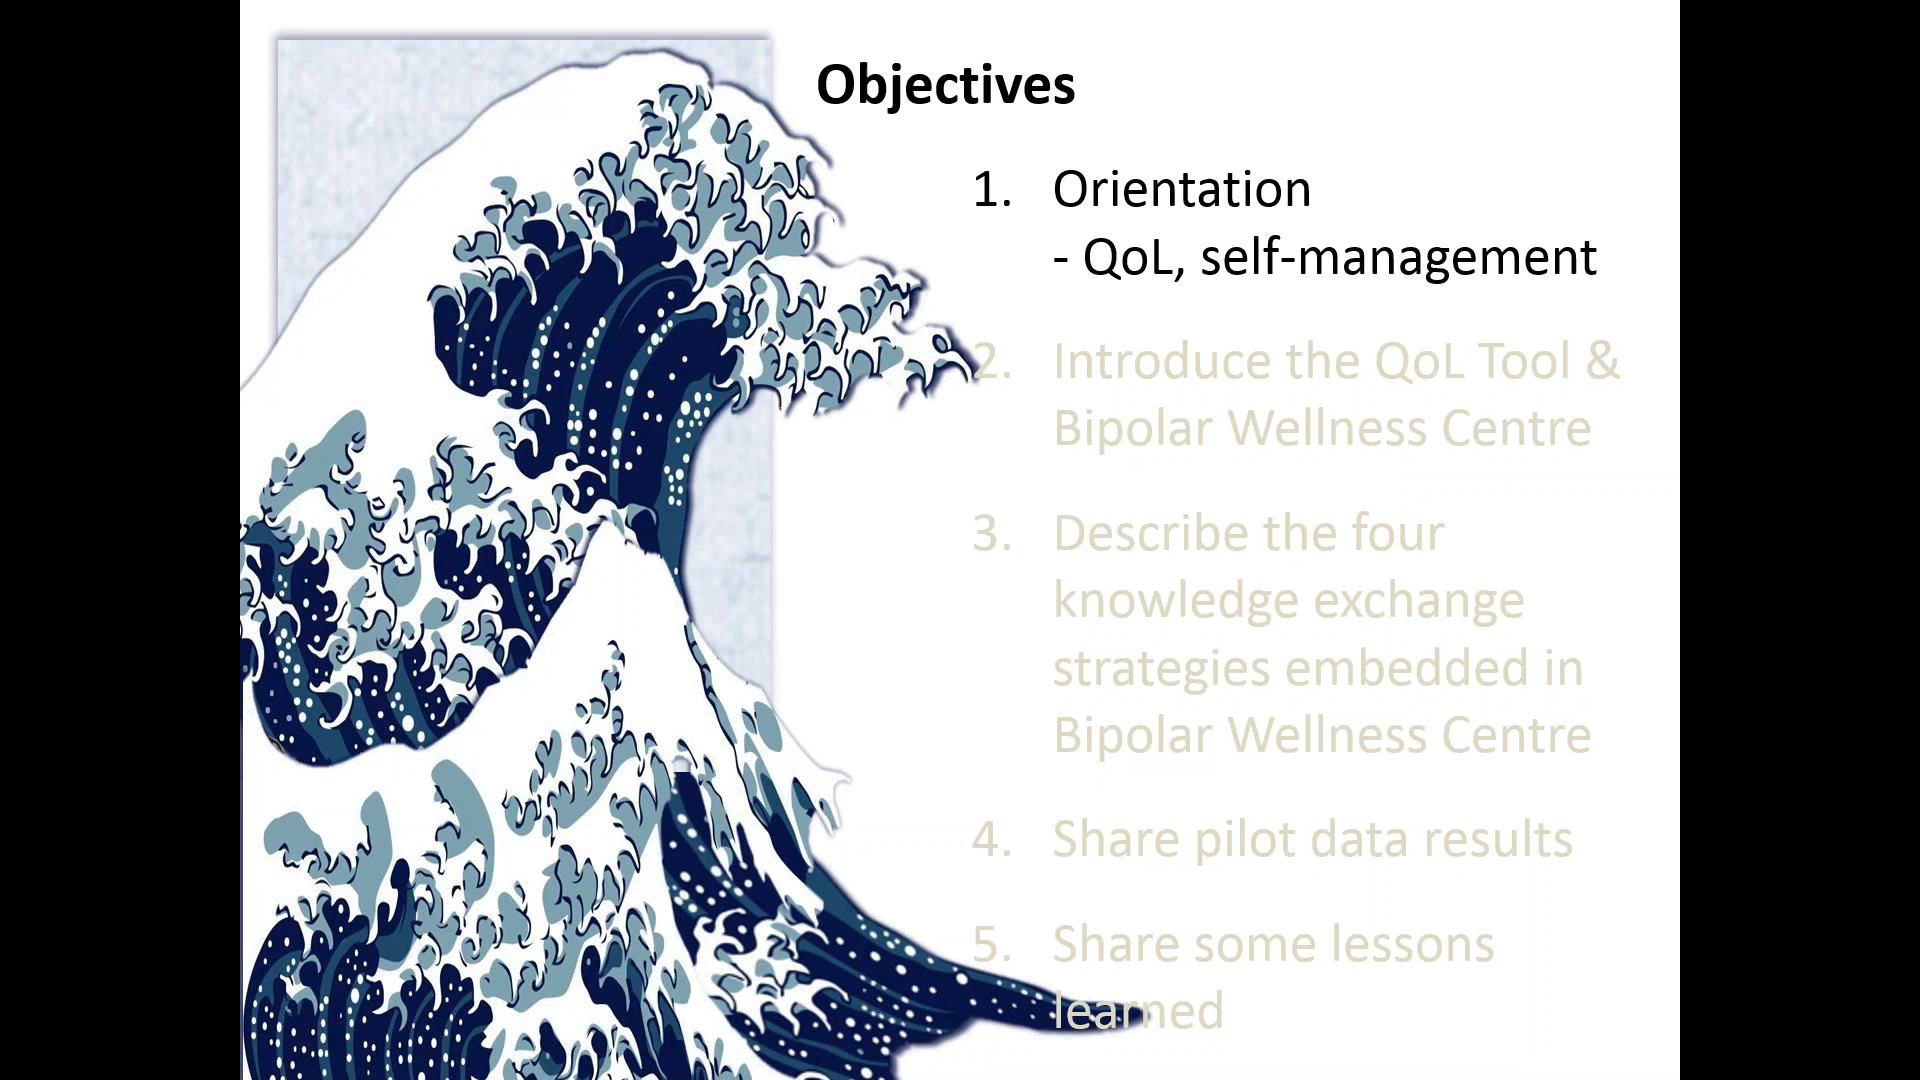 Objectives
1. Orientation
- QoL, self-management
2. Introduce the QoL Tool &
Bipolar Wellness Centre
3. Describe the four
knowledge exchange
strategies embedded in
Bipolar Wellness Centre
4. Share pilot data results
5. Share some lessons
learned